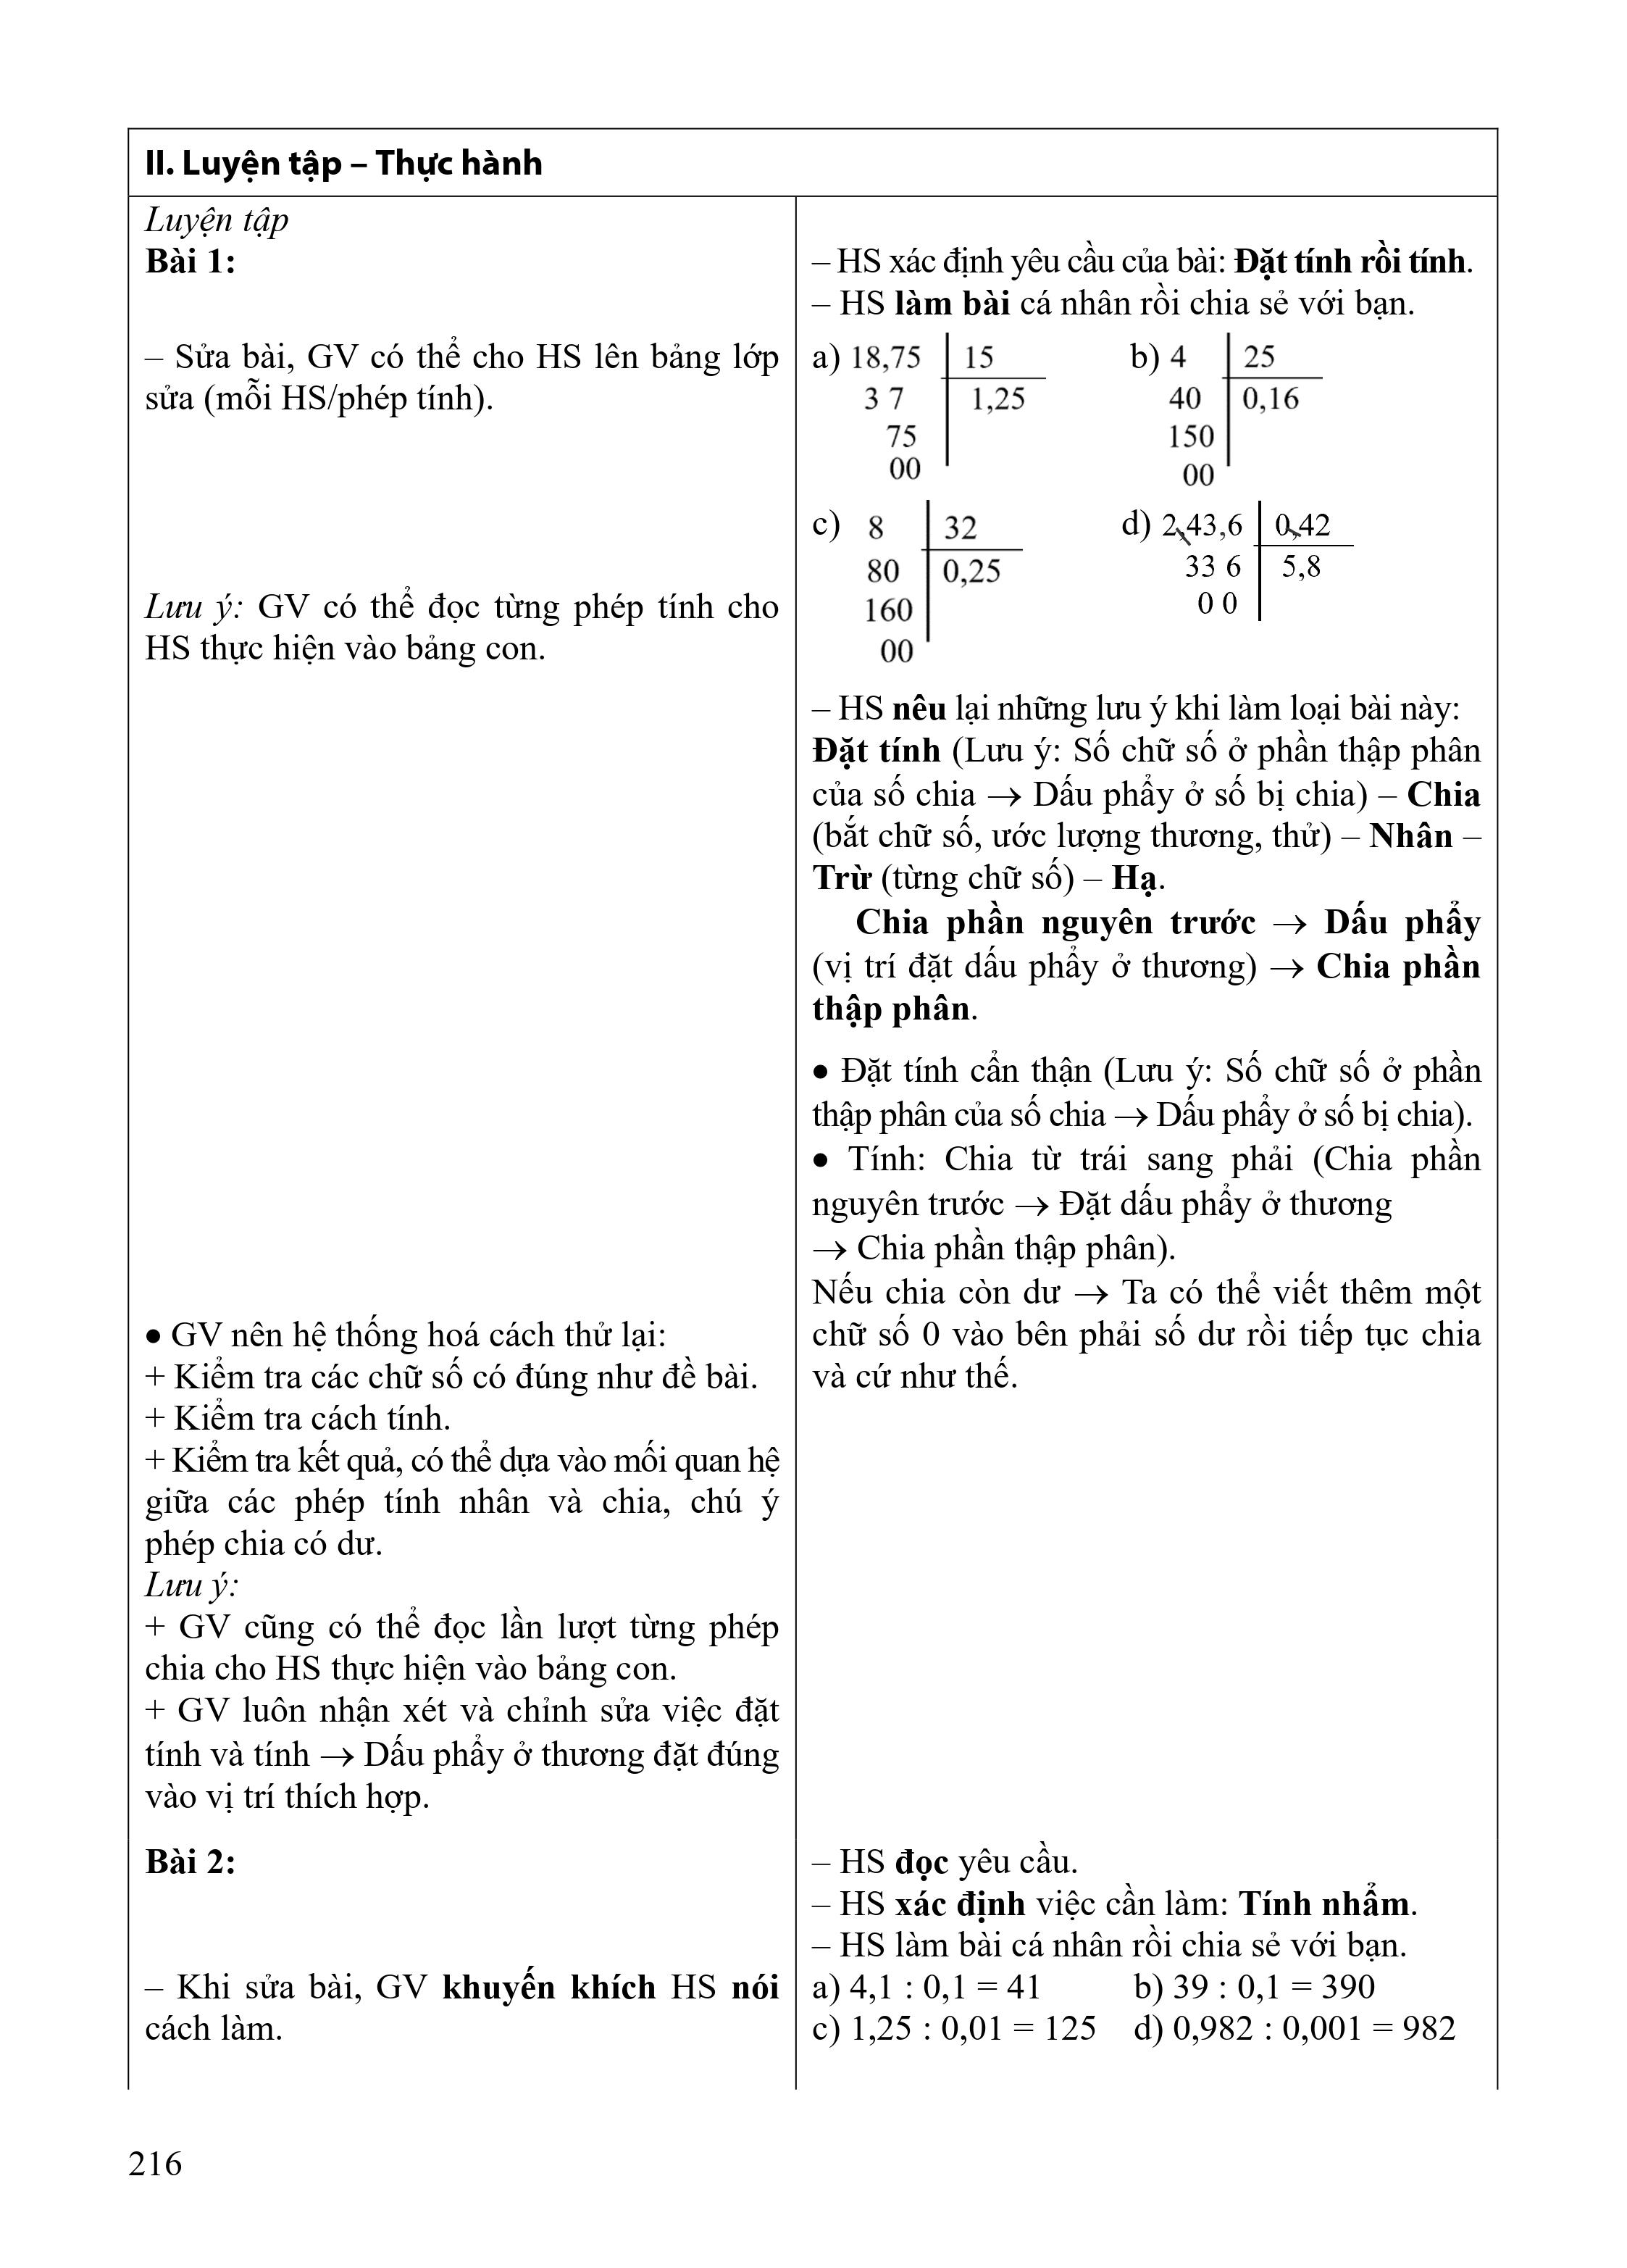 II. Luyện tập – Thực hành
Luyện tập
Bài 1:
– Sửa bài, GV có thể cho HS lên bảng lớp
sửa (mỗi HS/phép tính).
Lưu ý: GV có thể đọc từng phép tính cho
HS thực hiện vào bảng con.
• GV nên hệ thống hoá cách thử lại:
+ Kiểm tra các chữ số có đúng như đề bài.
+ Kiểm tra cách tính.
+ Kiểm tra kết quả, có thể dựa vào mối quan hệ
giữa các phép tính nhân và chia, chú ý
phép chia có dư.
Lưu ý:
+ GV cũng có thể đọc lần lượt từng phép
chia cho HS thực hiện vào bảng con.
+ GV luôn nhận xét và chỉnh sửa việc đặt
tính và tính → Dấu phẩy ở thương đặt đúng
vào vị trí thích hợp.
– HS xác định yêu cầu của bài: Đặt tính rồi tính.
– HS làm bài cá nhân rồi chia sẻ với bạn.
a) 18,75 15 b) 4 25
3 7 1,25 40 0,16
75 150
00 00
c) 8 32 d) 2,43,6 0,42
80 0,25 33 6 5,8
160 0 0
00
– HS nêu lại những lưu ý khi làm loại bài này:
Đặt tính (Lưu ý: Số chữ số ở phần thập phân
của số chia → Dấu phẩy ở số bị chia) – Chia
(bắt chữ số, ước lượng thương, thử) – Nhân –
Trừ (từng chữ số) – Hạ.
Chia phần nguyên trước → Dấu phẩy
(vị trí đặt dấu phẩy ở thương) → Chia phần
thập phân.
• Đặt tính cẩn thận (Lưu ý: Số chữ số ở phần
thập phân của số chia → Dấu phẩy ở số bị chia).
• Tính: Chia từ trái sang phải (Chia phần
nguyên trước → Đặt dấu phẩy ở thương
→ Chia phần thập phân).
Nếu chia còn dư → Ta có thể viết thêm một
chữ số 0 vào bên phải số dư rồi tiếp tục chia
và cứ như thế.
Bài 2:
– Khi sửa bài, GV khuyến khích HS nói
cách làm.
– HS đọc yêu cầu.
– HS xác định việc cần làm: Tính nhẩm.
– HS làm bài cá nhân rồi chia sẻ với bạn.
a) 4,1 : 0,1 = 41 b) 39 : 0,1 = 390
c) 1,25 : 0,01 = 125 d) 0,982 : 0,001 = 982
216